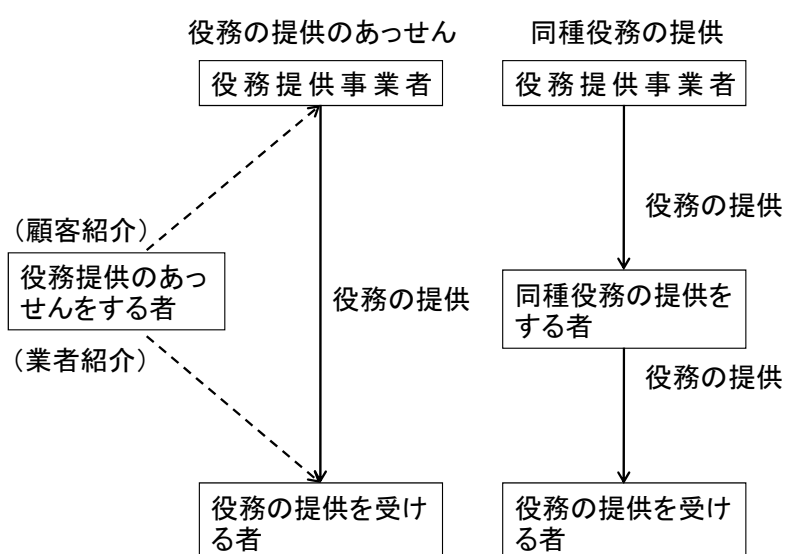 役務の提供のあっせん
同種役務の提供
役務提供事業者
役務提供事業者
役務の提供
（顧客紹介）
役務提供のあっ
せんをする者
役務の提供
同種役務の提供を
する者
（業者紹介）
役務の提供
役務の提供を受け
る者
役務の提供を受け
る者